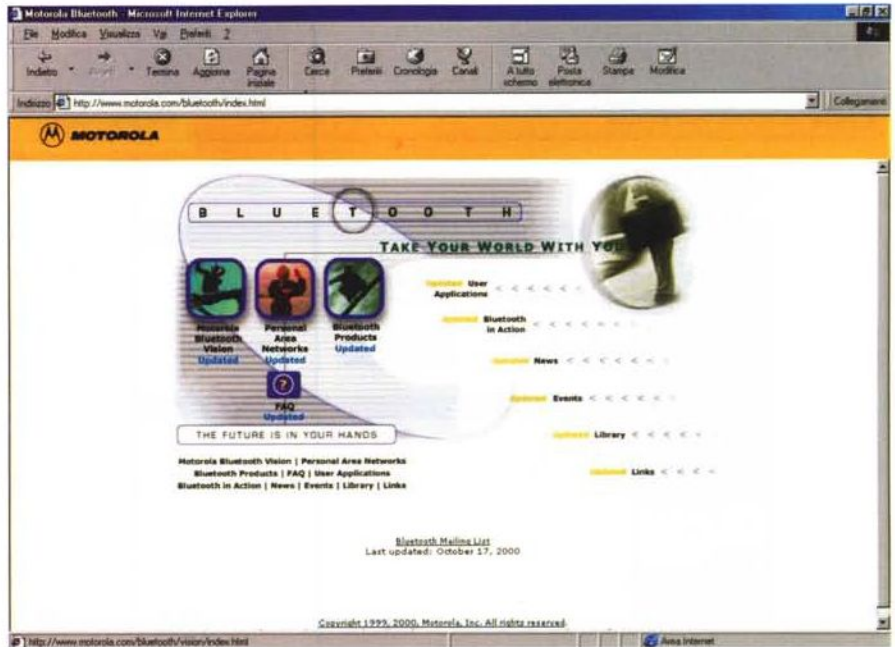 Motorola Bluetooth - Microsoft Internet Explorer
File Modifica Visualizza Vai Preferiti ?
Indietro Avanti Termina Aggiorna Pagina iniziale Cerca Preferiti Cronologia Canali A tutto schermo Posta elettronica Stampa Modifica
Indirizzo http://www.motorola.com/bluetooth/index.html Collegamenti
MOTOROLA
BLUETOOTH
TAKE YOUR WORLD WITH YOU
Motorola Bluetooth Vision Updated
Personal Area Networks Updated
Bluetooth Products Updated
FAQ Updated
Updated User Applications < < < < < <
Updated Bluetooth in Action < < < < < <
Updated News < < < < < <
Updated Events < < < < < <
Updated Library < < < < < <
Updated Links < < < <
THE FUTURE IS IN YOUR HANDS
Motorola Bluetooth Vision | Personal Area Networks
Bluetooth Products | FAQ | User Applications
Bluetooth in Action | News | Events | Library | Links
Bluetooth Mailing List
Last updated: October 17, 2000
Copyright 1999, 2000, Motorola, Inc. All rights reserved.
http://www.motorola.com/bluetooth/vision/index.html Area Internet